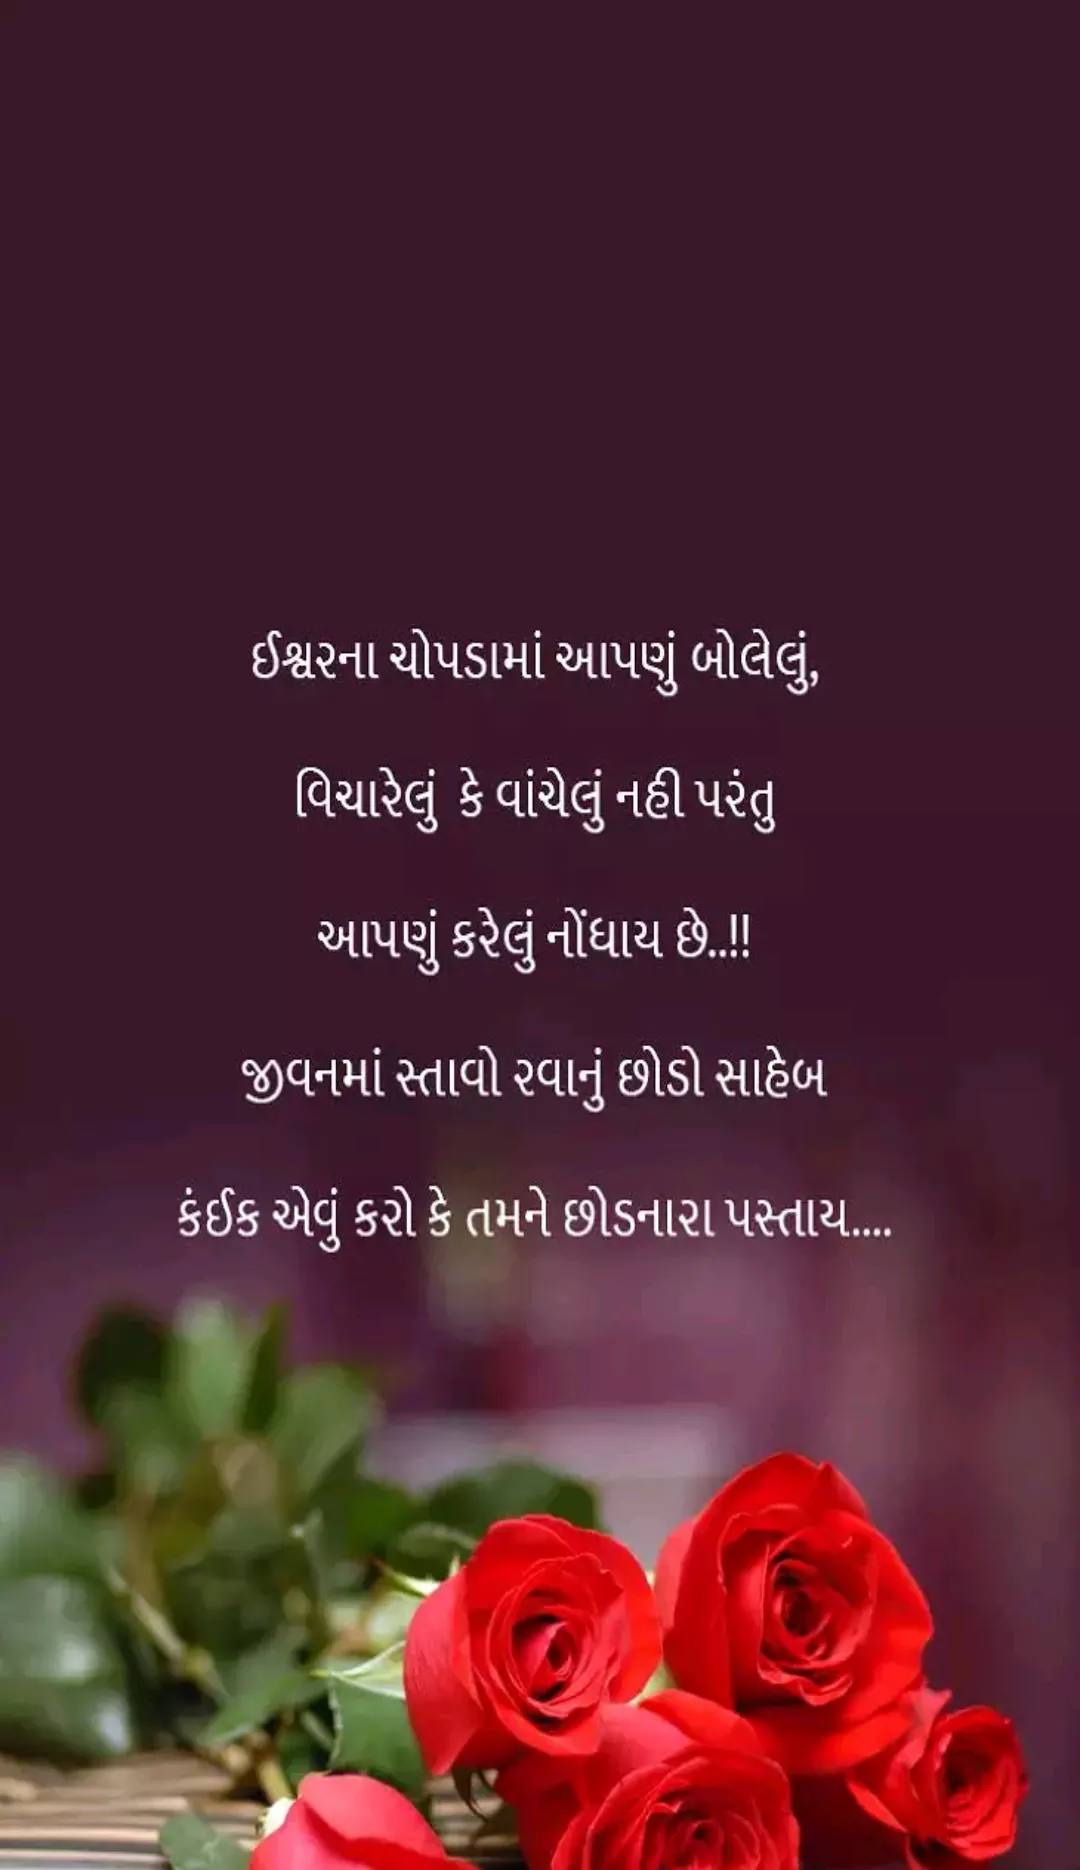 ઈશ્વરના ચોપડામાં આપણું બોલેલું,
વિચારેલું કે વાંચેલું નહી પરંતુ
આપણું કરેલું નોંધાય છે..!!
જીવનમાં સ્તાવો રવાનું છોડો સાહેબ
કંઈક એવું કરો કે તમને છોડનારા પસ્તાય....